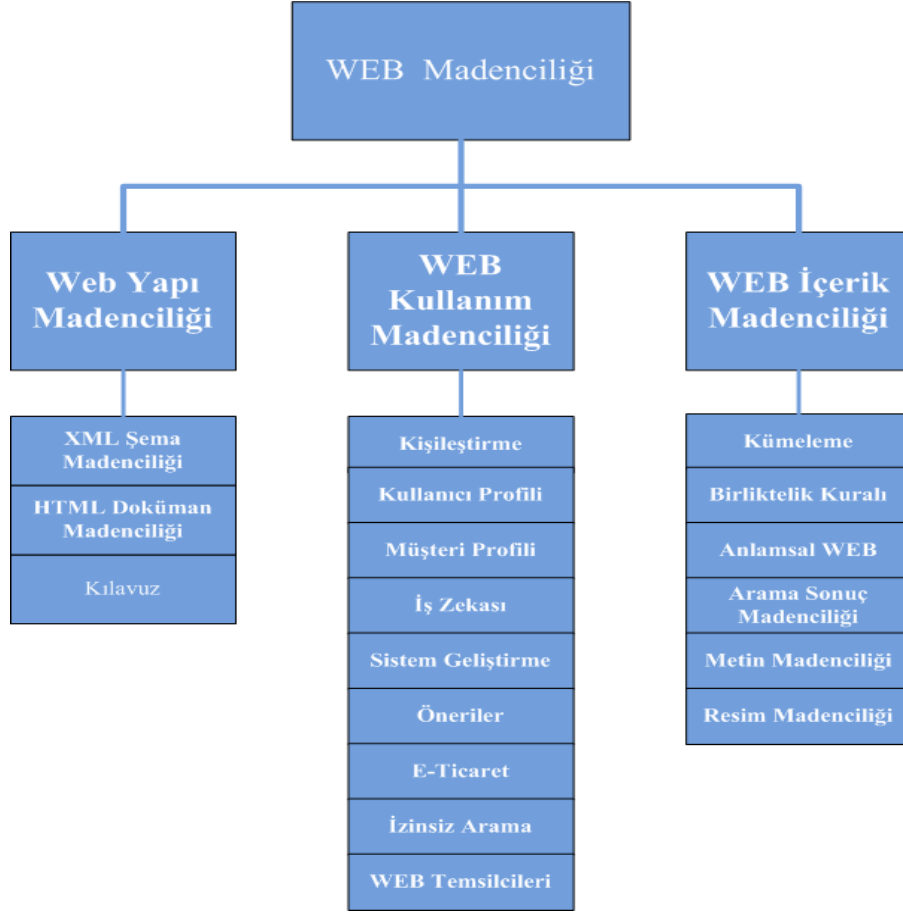 WEB Madenciliği
Web Yapı
Madenciliği
XML Şema
Madenciliği
HTML Doküman
Madenciliği
Kılavuz
WEB
Kullanım
Madenciliği
Kişileştirme
Kullanıcı Profili
Müşteri Profili
İş Zekası
Sistem Geliştirme
Öneriler
E-Ticaret
İzinsiz Arama
WEB Temsilcileri
WEB İçerik
Madenciliği
Kümeleme
Birliktelik Kuralı
Anlamsal WEB
Arama Sonuç
Madenciliği
Metin Madenciliği
Resim Madenciliği